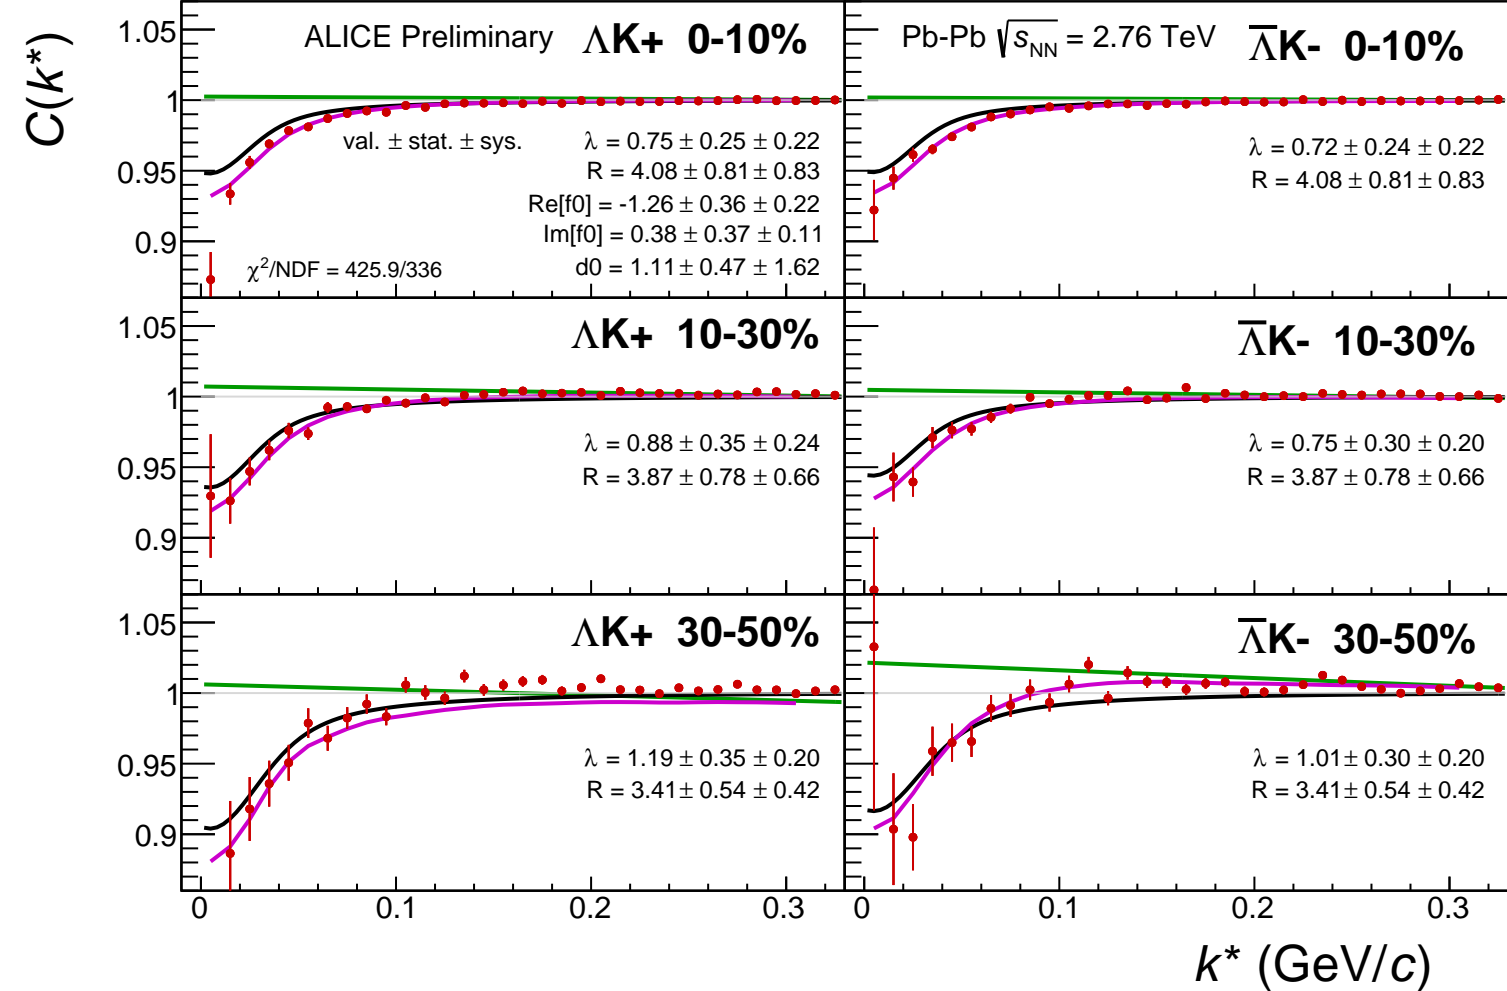 C(k*)
ALICE Preliminary ΛK+ 0-10%
1.05
1
0.95
0.9
val. ± stat. ± sys.
λ = 0.75 ± 0.25 ± 0.22
R = 4.08 ± 0.81 ± 0.83
Re[f0] = -1.26 ± 0.36 ± 0.22
Im[f0] = 0.38 ± 0.37 ± 0.11
d0 = 1.11 ± 0.47 ± 1.62
χ²/NDF = 425.9/336
Pb-Pb √sNN = 2.76 TeV Λ̅K- 0-10%
λ = 0.72 ± 0.24 ± 0.22
R = 4.08 ± 0.81 ± 0.83
ΛK+ 10-30%
1.05
1
0.95
0.9
λ = 0.88 ± 0.35 ± 0.24
R = 3.87 ± 0.78 ± 0.66
Λ̅K- 10-30%
λ = 0.75 ± 0.30 ± 0.20
R = 3.87 ± 0.78 ± 0.66
ΛK+ 30-50%
1.05
1
0.95
0.9
λ = 1.19 ± 0.35 ± 0.20
R = 3.41 ± 0.54 ± 0.42
Λ̅K- 30-50%
λ = 1.01 ± 0.30 ± 0.20
R = 3.41 ± 0.54 ± 0.42
0 0.1 0.2 0.3 0 0.1 0.2 0.3
k* (GeV/c)